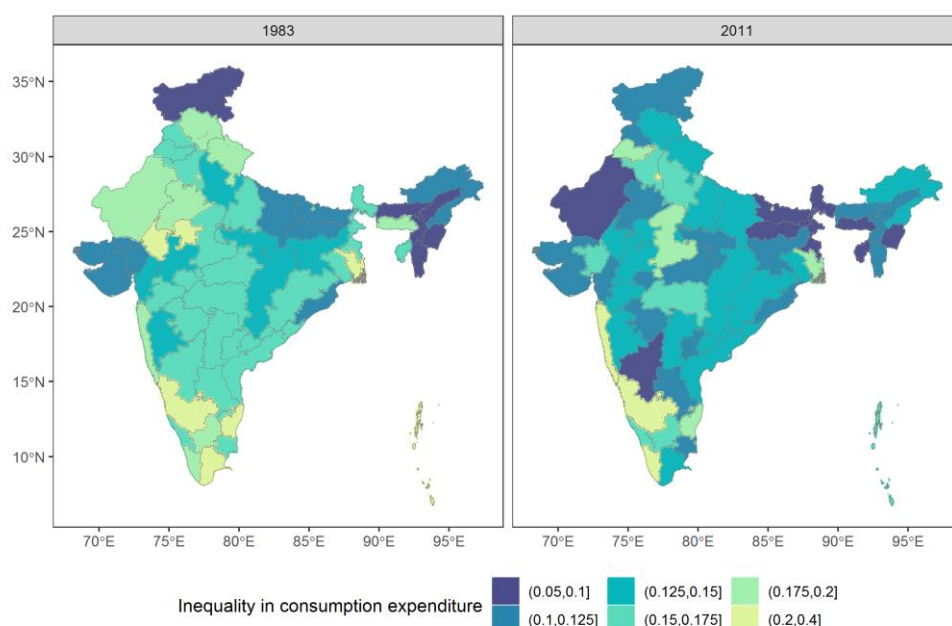 1983
2011
35°N
30°N
25°N
20°N
15°N
10°N
70°E 75°E 80°E 85°E 90°E 95°E 70°E 75°E 80°E 85°E 90°E 95°E
Inequality in consumption expenditure
(0.05,0.1] (0.125,0.15] (0.175,0.2]
(0.1,0.125] (0.15,0.175] (0.2,0.4]